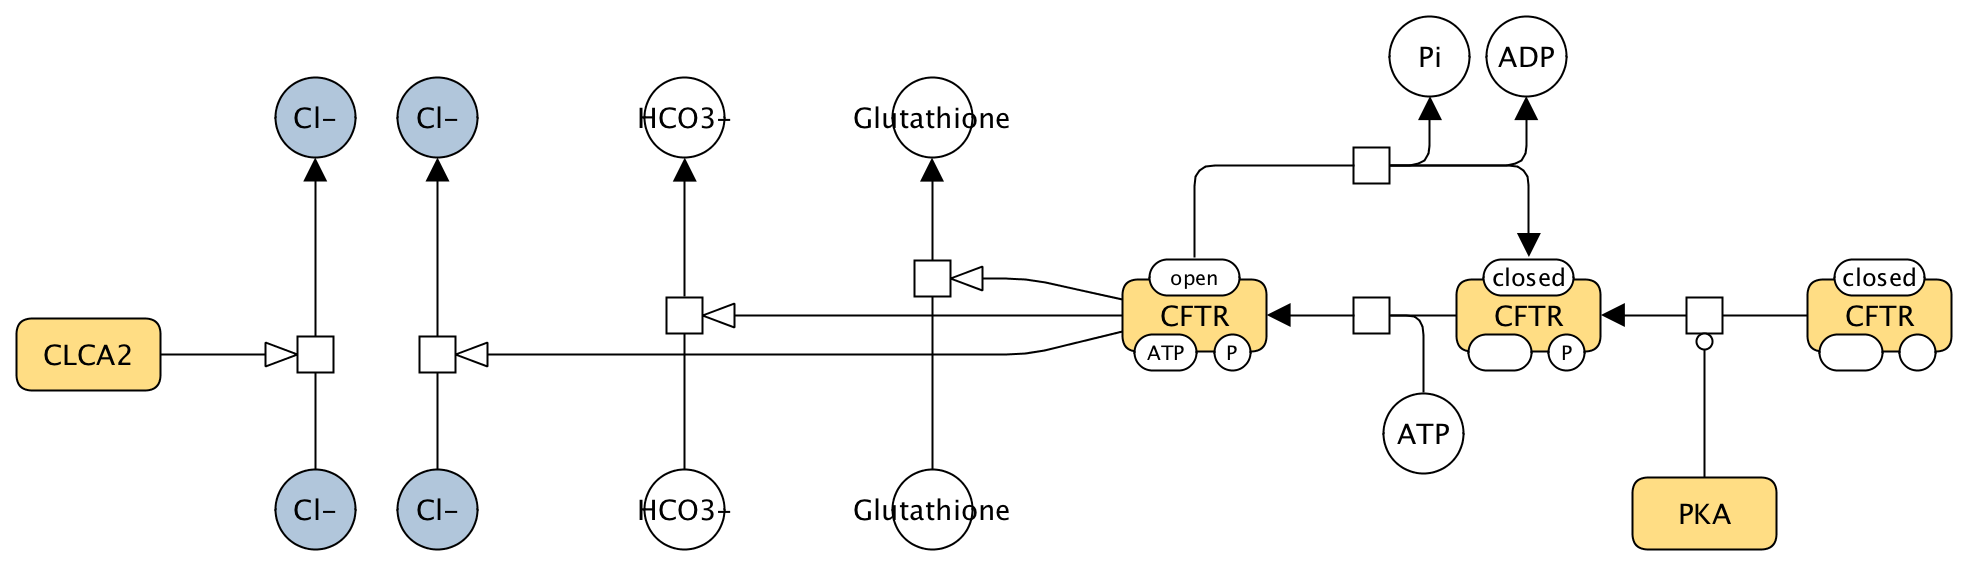 Pi
ADP
Cl–
Cl–
HCO3–
Glutathione
open
closed
closed
CLCA2
CFTR
CFTR
CFTR
ATP
P
P
ATP
Cl–
Cl–
HCO3–
Glutathione
PKA